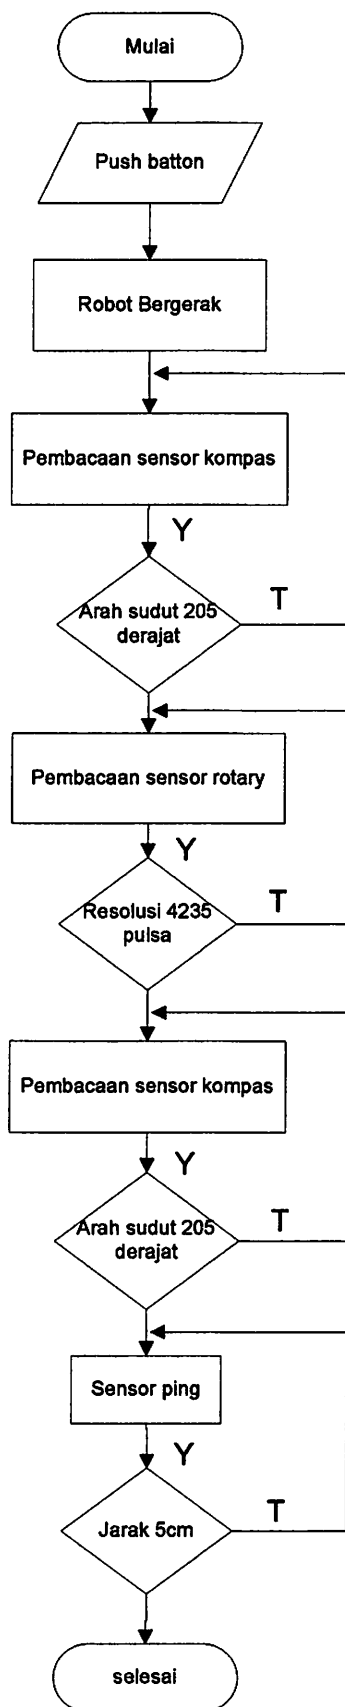 Mulai
Push batton
Robot Bergerak
Pembacaan sensor kompas
Y
Arah sudut 205
derajat
T
Pembacaan sensor rotary
Y
Resolusi 4235
pulsa
T
Pembacaan sensor kompas
Y
Arah sudut 205
derajat
T
Sensor ping
Y
Jarak 5cm
T
selesai